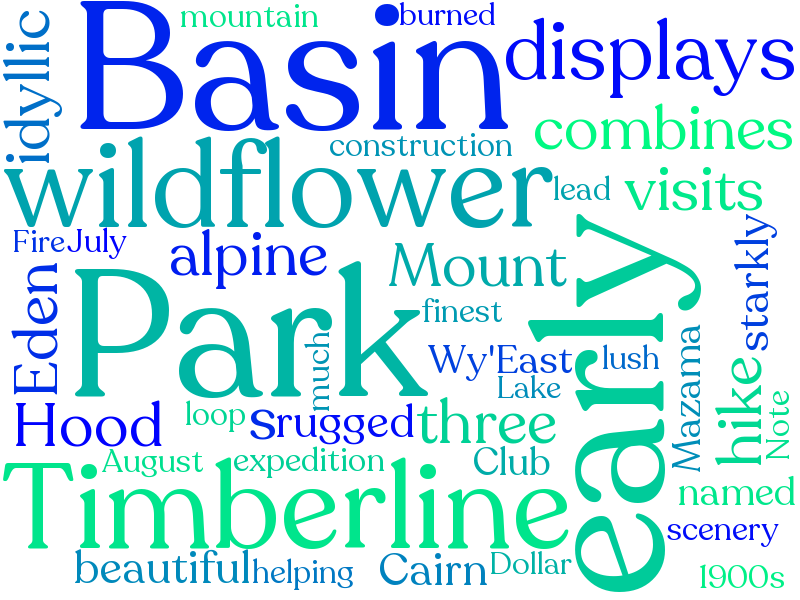 mountain
burned
Basin
displays
idyllic
combines
construction
wildflower
lead
visits
Fire
July
alpine
Mount
early
starkly
Eden
Park
finest
much
Wy'East
lush
Mazama
Lake
hike
Note
Hood
loop
s
rugged
three
August
expedition
Club
Timberline
named
scenery
beautiful
helping
Cairn
Dollar
1900s